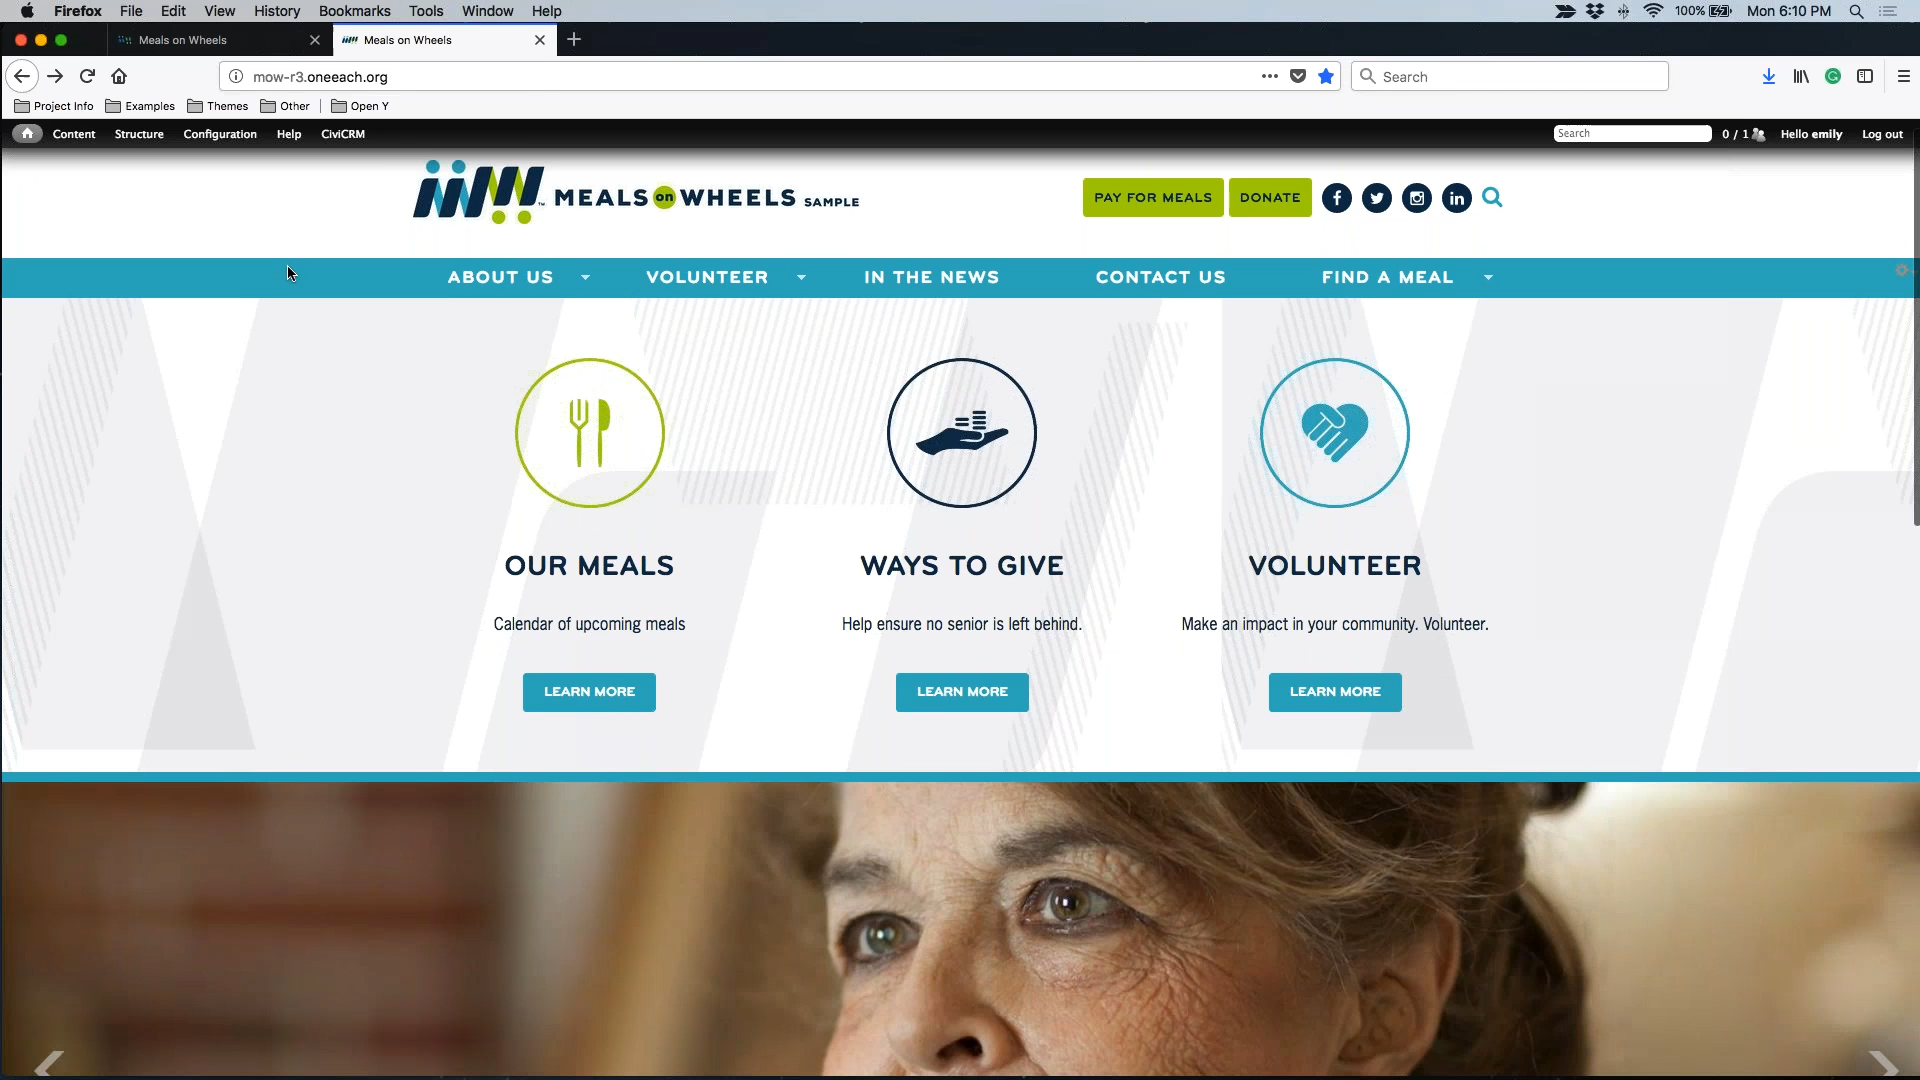 Firefox File Edit View History Bookmarks Tools Window Help 100% Mon 6:10 PM
Meals on Wheels Meals on Wheels
mow-r3.oneeach.org Search
Project Info Examples Themes Other Open Y
Content Structure Configuration Help CiviCRM Search 0 / 1 Hello emily Log out
MEALS on WHEELS SAMPLE PAY FOR MEALS DONATE
ABOUT US VOLUNTEER IN THE NEWS CONTACT US FIND A MEAL
OUR MEALS WAYS TO GIVE VOLUNTEER
Calendar of upcoming meals Help ensure no senior is left behind. Make an impact in your community. Volunteer.
LEARN MORE LEARN MORE LEARN MORE